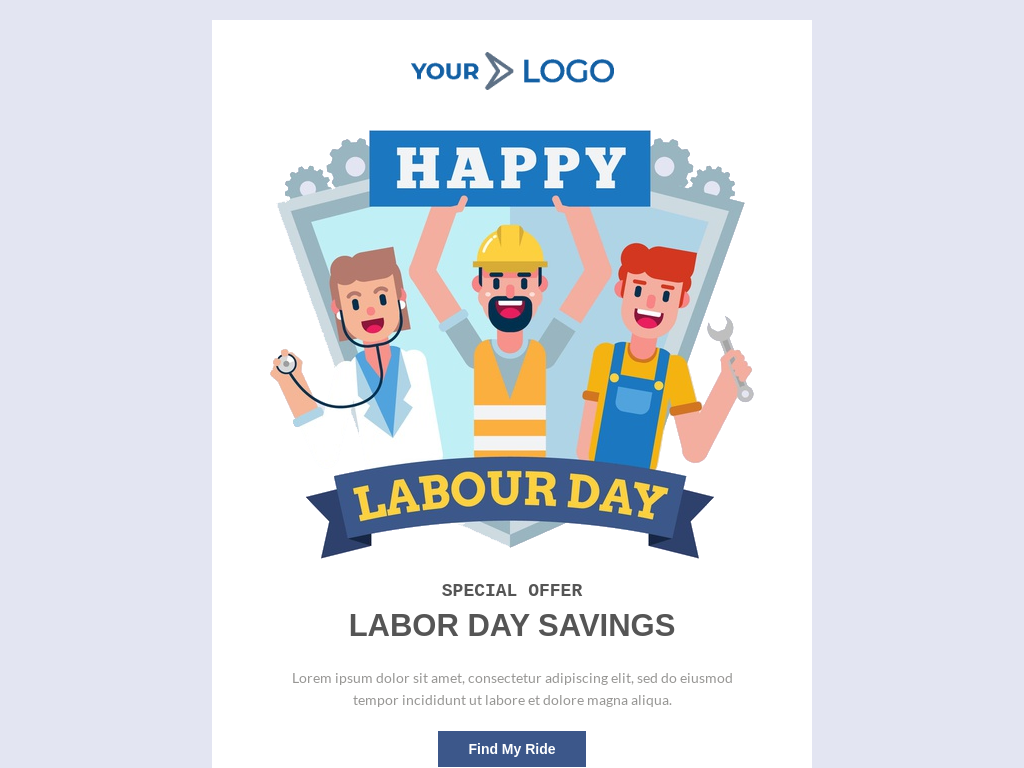 YOUR LOGO
HAPPY
LABOUR DAY
SPECIAL OFFER
LABOR DAY SAVINGS
Lorem ipsum dolor sit amet, consectetur adipiscing elit, sed do eiusmod
tempor incididunt ut labore et dolore magna aliqua.
Find My Ride